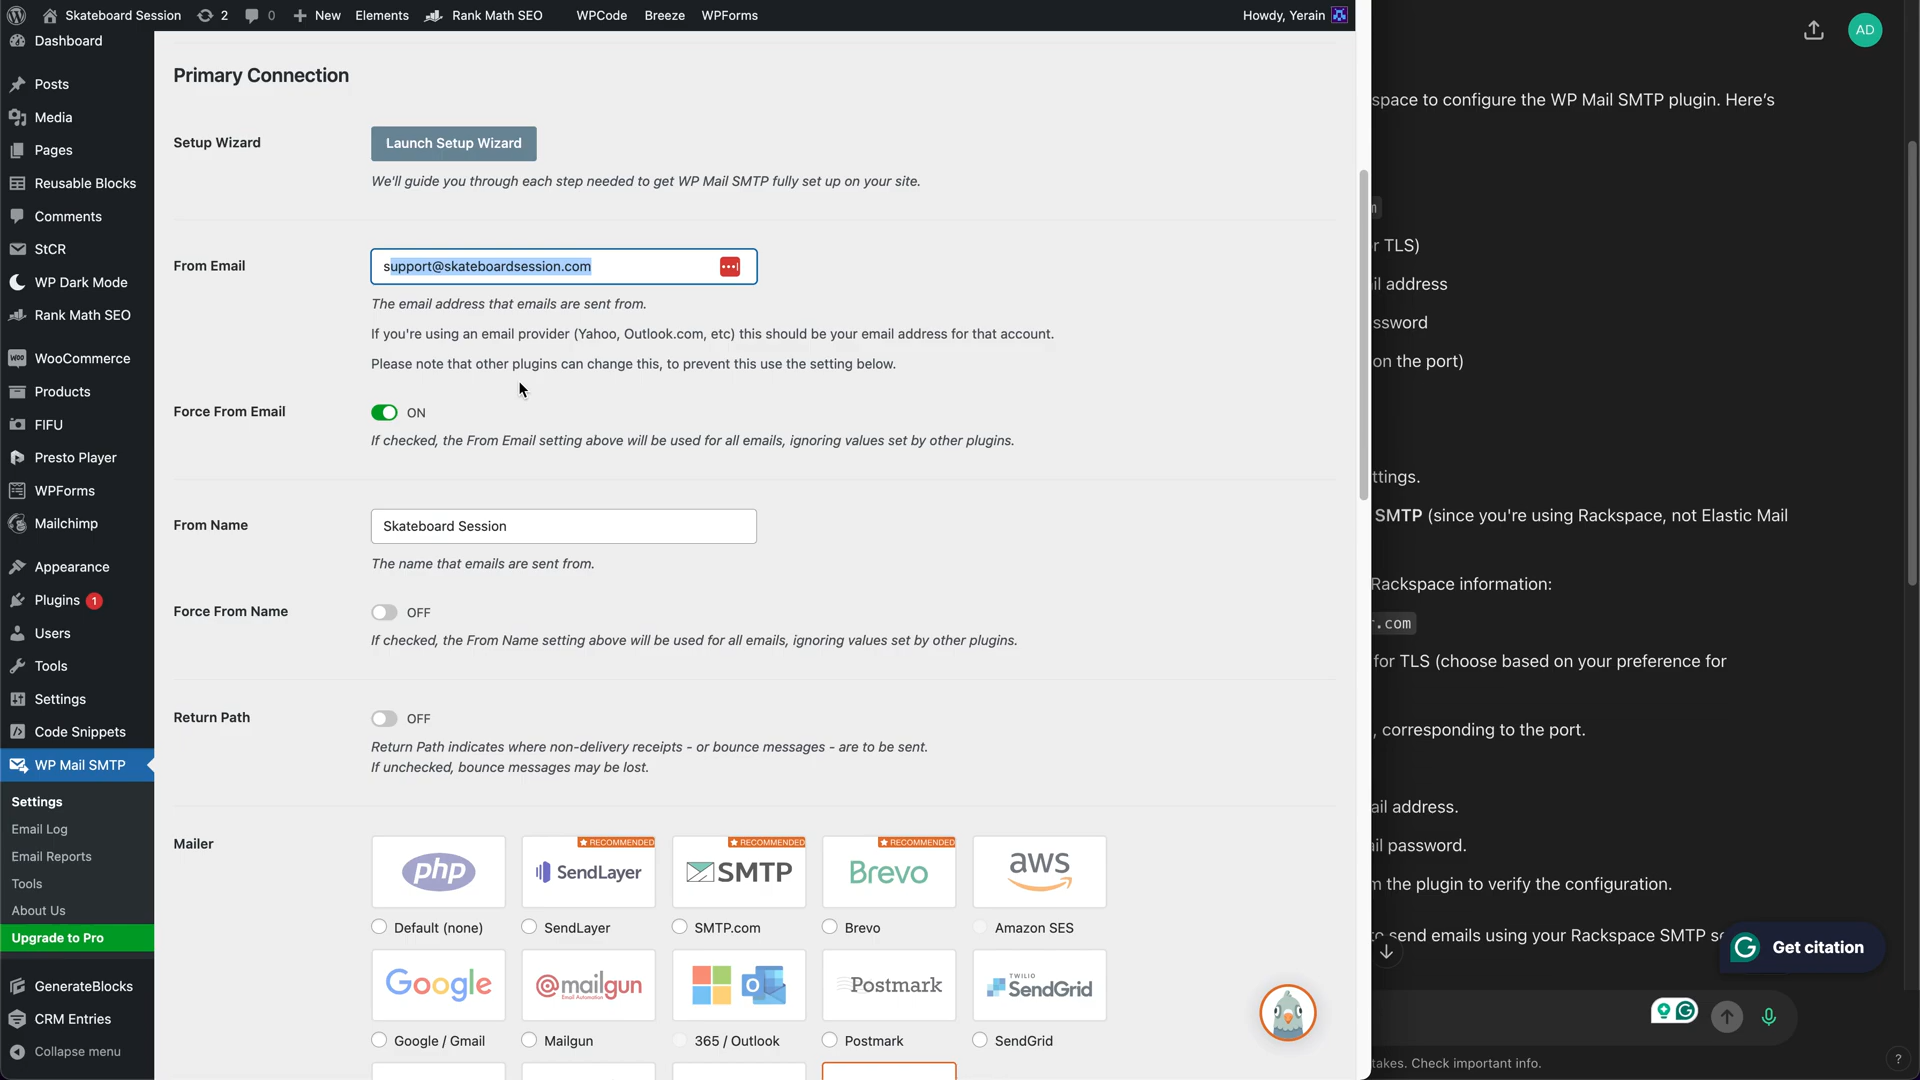 Skateboard Session 2 0 New Elements Rank Math SEO WPCode Breeze WPForms Howdy, Yerain
Dashboard
Posts
Media
Pages
Reusable Blocks
Comments
StCR
WP Dark Mode
Rank Math SEO
WooCommerce
Products
FIFU
Presto Player
WPForms
Mailchimp
Appearance
Plugins 1
Users
Tools
Settings
Code Snippets
WP Mail SMTP
Settings
Email Log
Email Reports
Tools
About Us
Upgrade to Pro
GenerateBlocks
CRM Entries
Collapse menu
Primary Connection
Setup Wizard
Launch Setup Wizard
We'll guide you through each step needed to get WP Mail SMTP fully set up on your site.
From Email
support@skateboardsession.com
The email address that emails are sent from.
If you're using an email provider (Yahoo, Outlook.com, etc) this should be your email address for that account.
Please note that other plugins can change this, to prevent this use the setting below.
Force From Email
ON
If checked, the From Email setting above will be used for all emails, ignoring values set by other plugins.
From Name
Skateboard Session
The name that emails are sent from.
Force From Name
OFF
If checked, the From Name setting above will be used for all emails, ignoring values set by other plugins.
Return Path
OFF
Return Path indicates where non-delivery receipts - or bounce messages - are to be sent.
If unchecked, bounce messages may be lost.
Mailer
php
RECOMMENDED
SendLayer
RECOMMENDED
SMTP
RECOMMENDED
Brevo
aws
Default (none)
SendLayer
SMTP.com
Brevo
Amazon SES
Google
@mailgun
Email Automation
Postmark
TWILIO
SendGrid
Google / Gmail
Mailgun
365 / Outlook
Postmark
SendGrid
AD
space to configure the WP Mail SMTP plugin. Here's
r TLS)
il address
ssword
on the port)
ttings.
SMTP (since you're using Rackspace, not Elastic Mail
Rackspace information:
r.com
for TLS (choose based on your preference for
, corresponding to the port.
ail address.
il password.
m the plugin to verify the configuration.
to send emails using your Rackspace SMTP se
Get citation
takes. Check important info.
?